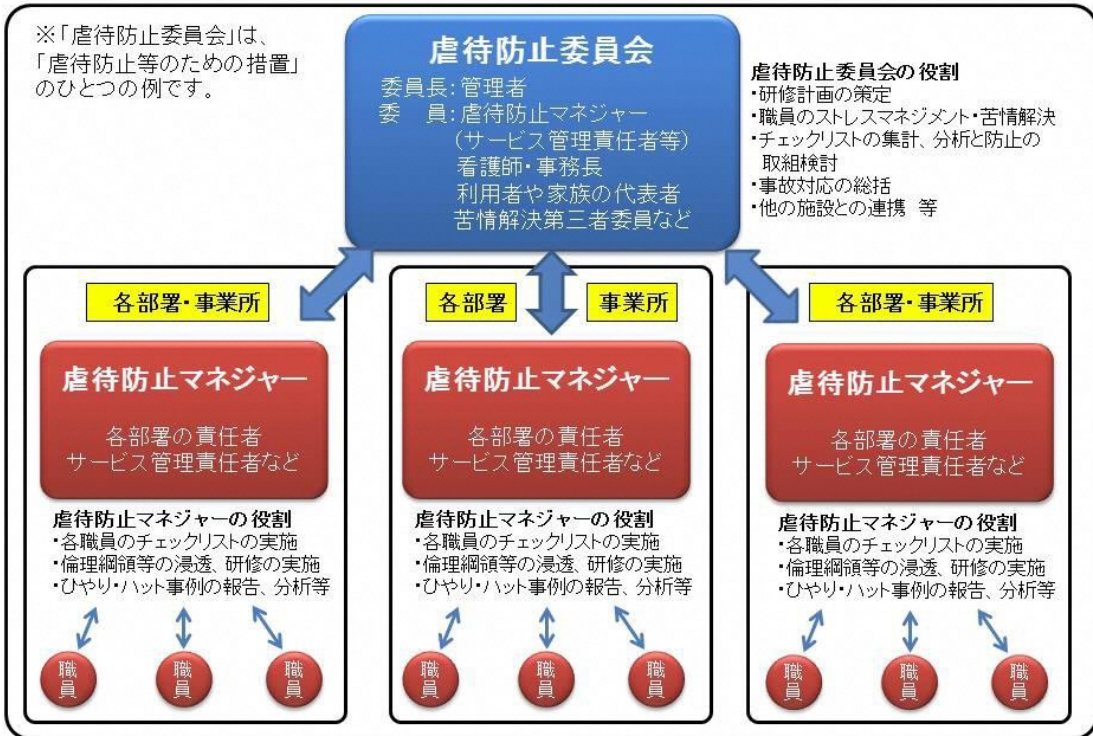 ※「虐待防止委員会」は、
「虐待防止等のための措置」
のひとつの例です。
虐待防止委員会
委員長:管理者
委　員:虐待防止マネジャー
(サービス管理責任者等)
看護師・事務長
利用者や家族の代表者
苦情解決第三者委員など
虐待防止委員会の役割
・研修計画の策定
・職員のストレスマネジメント・苦情解決
・チェックリストの集計、分析と防止の
取組検討
・事故対応の総括
・他の施設との連携 等
各部署・事業所
虐待防止マネジャー
各部署の責任者
サービス管理責任者など
虐待防止マネジャーの役割
・各職員のチェックリストの実施
・倫理綱領等の浸透、研修の実施
・ひやり・ハット事例の報告、分析等
職員
職員
職員
各部署
事業所
虐待防止マネジャー
各部署の責任者
サービス管理責任者など
虐待防止マネジャーの役割
・各職員のチェックリストの実施
・倫理綱領等の浸透、研修の実施
・ひやり・ハット事例の報告、分析等
職員
職員
職員
各部署・事業所
虐待防止マネジャー
各部署の責任者
サービス管理責任者など
虐待防止マネジャーの役割
・各職員のチェックリストの実施
・倫理綱領等の浸透、研修の実施
・ひやり・ハット事例の報告、分析等
職員
職員
職員